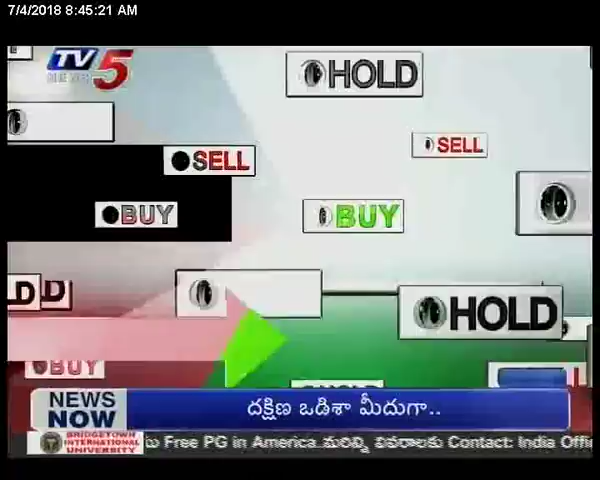 7/4/2018 8:45:21 AM
TV5
NEWS
HOLD
SELL
SELL
BUY
BUY
HOLD
BUY
NEWS NOW
దక్షిణ ఒడిశా మీదుగా..
BRIDGETOWN
INTERNATIONAL
UNIVERSITY
Free PG in America మరిన్ని వివరాలకు Contact: India